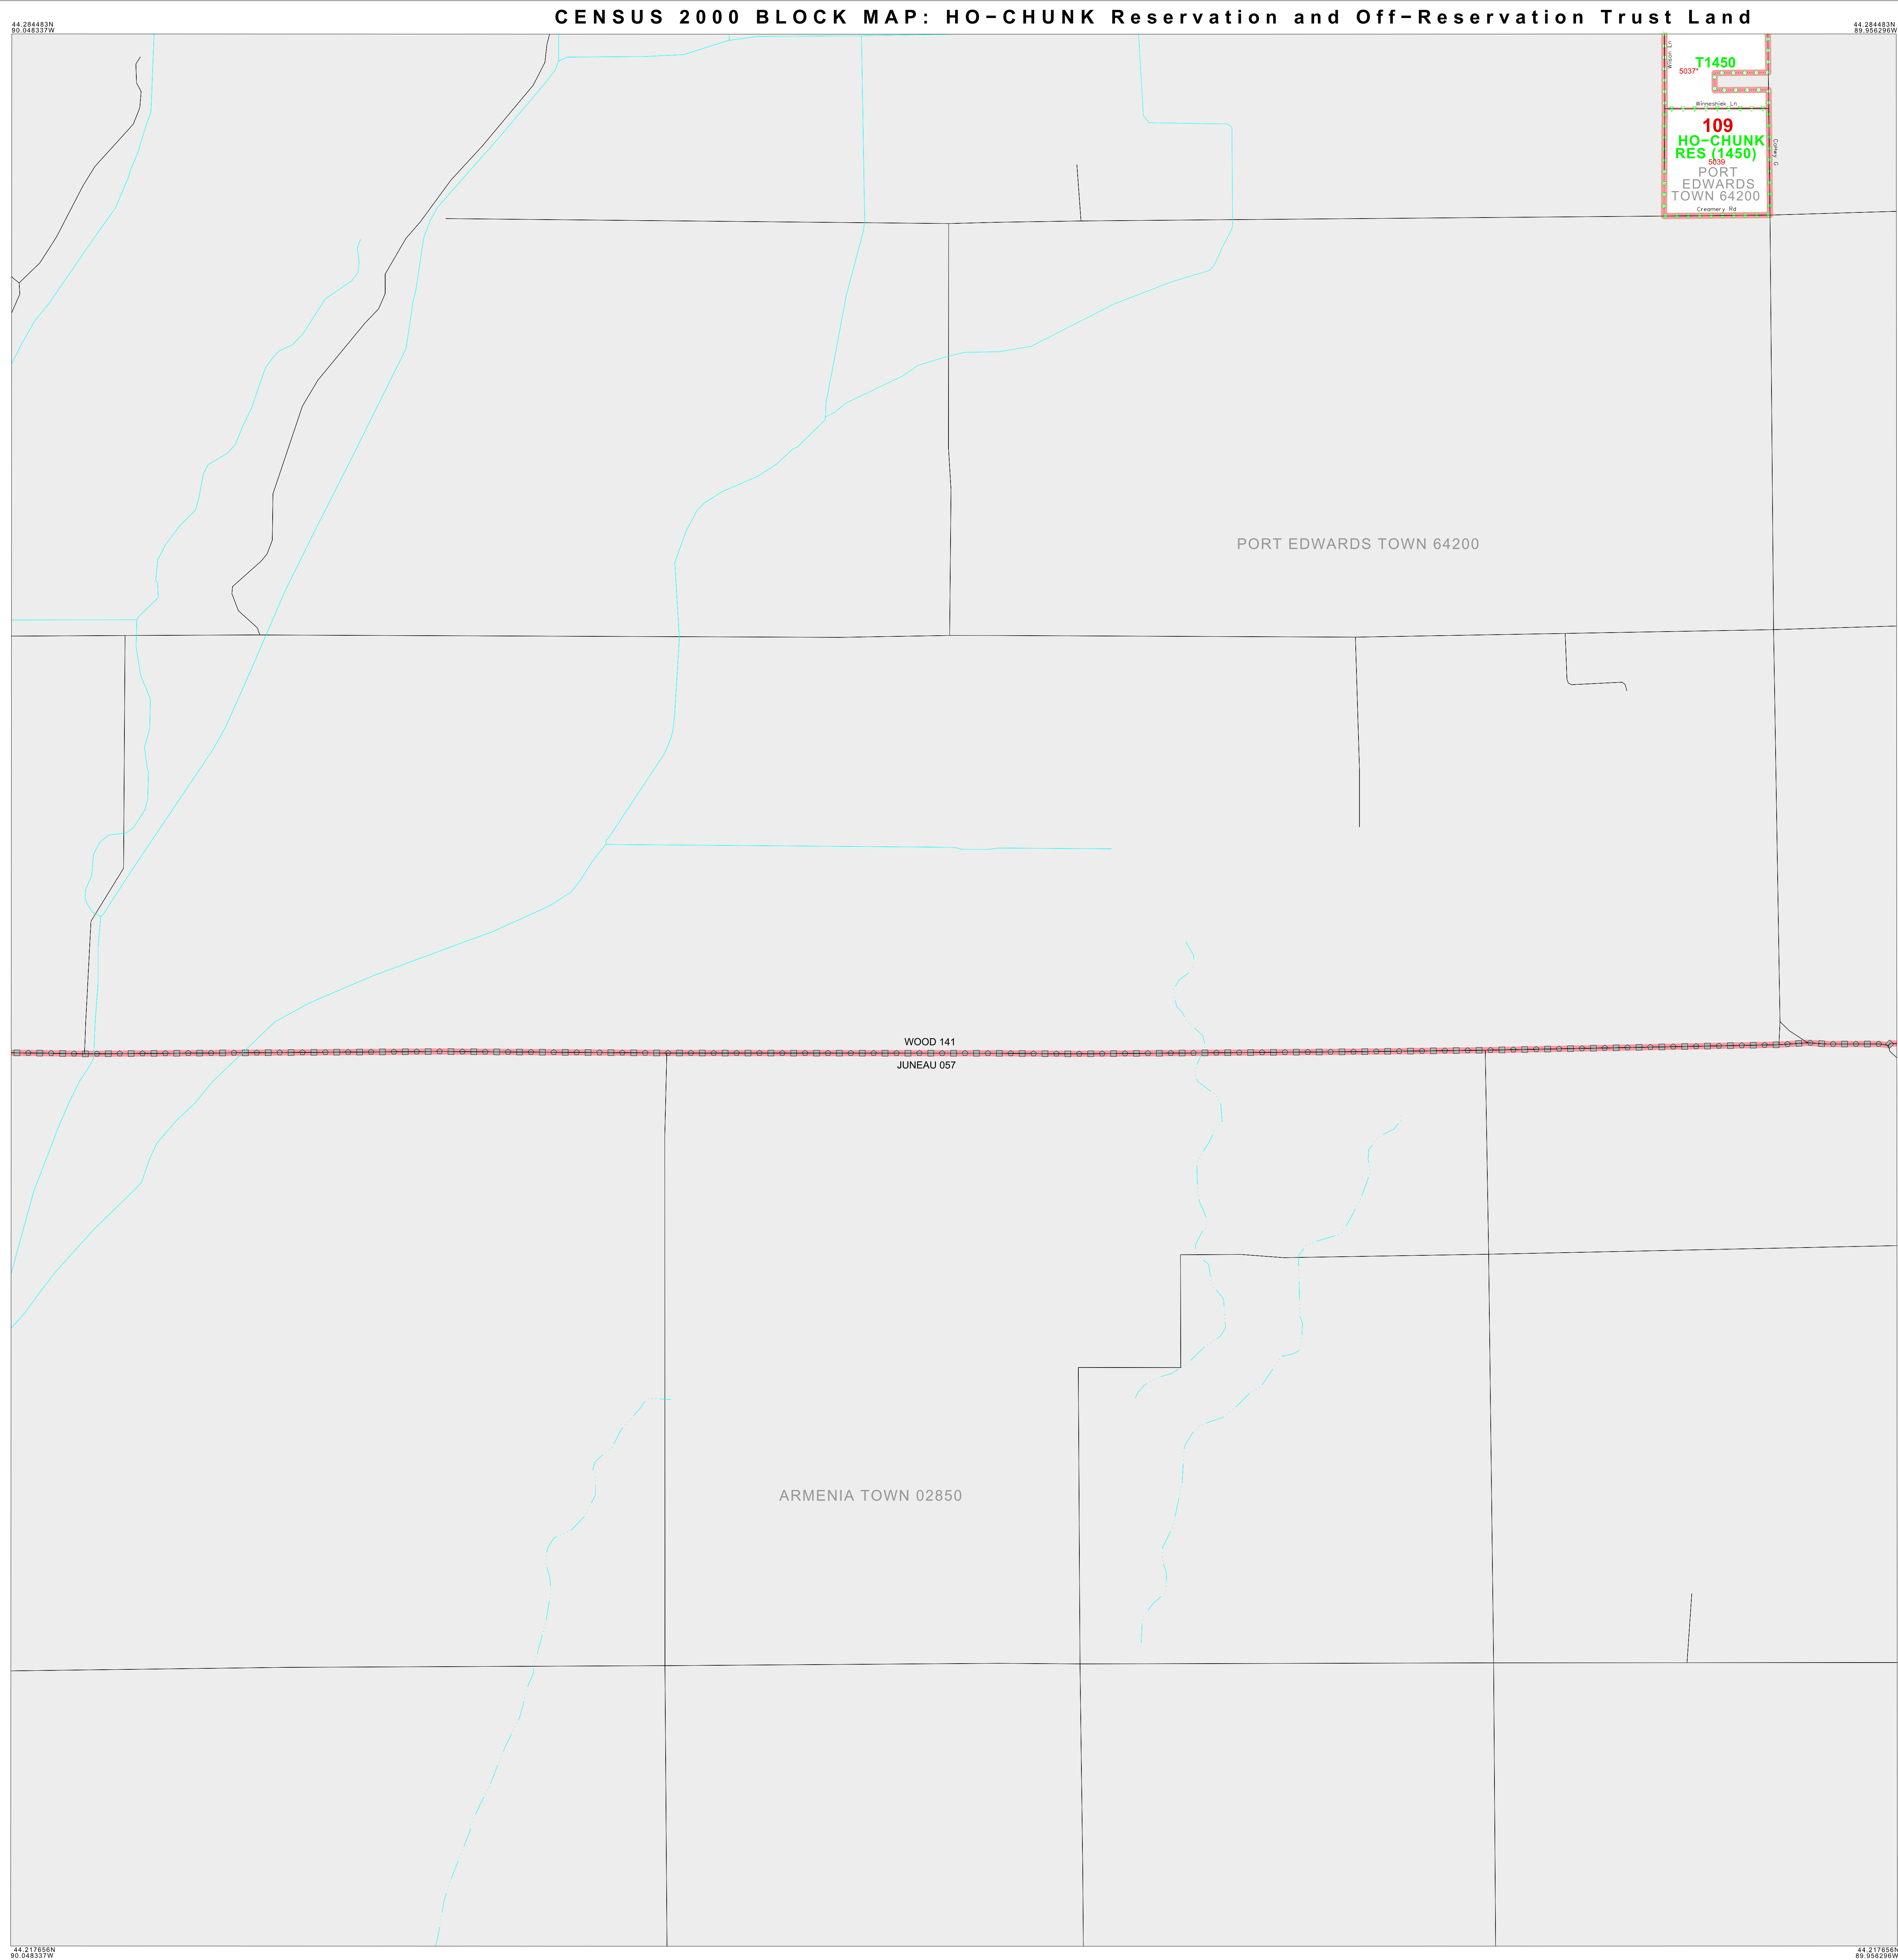 CENSUS 2000 BLOCK MAP: HO-CHUNK Reservation and Off-Reservation Trust Land
44.284483N
90.048337W
44.284483N
89.956296W
Wilson Ln
T1450
5037*
Winneshiek Ln
109
HO-CHUNK
RES (1450)
5039
PORT
EDWARDS
TOWN 64200
Creamery Rd
PORT EDWARDS TOWN 64200
WOOD 141
JUNEAU 057
ARMENIA TOWN 02850
44.217656N
90.048337W
44.217656N
89.956296W